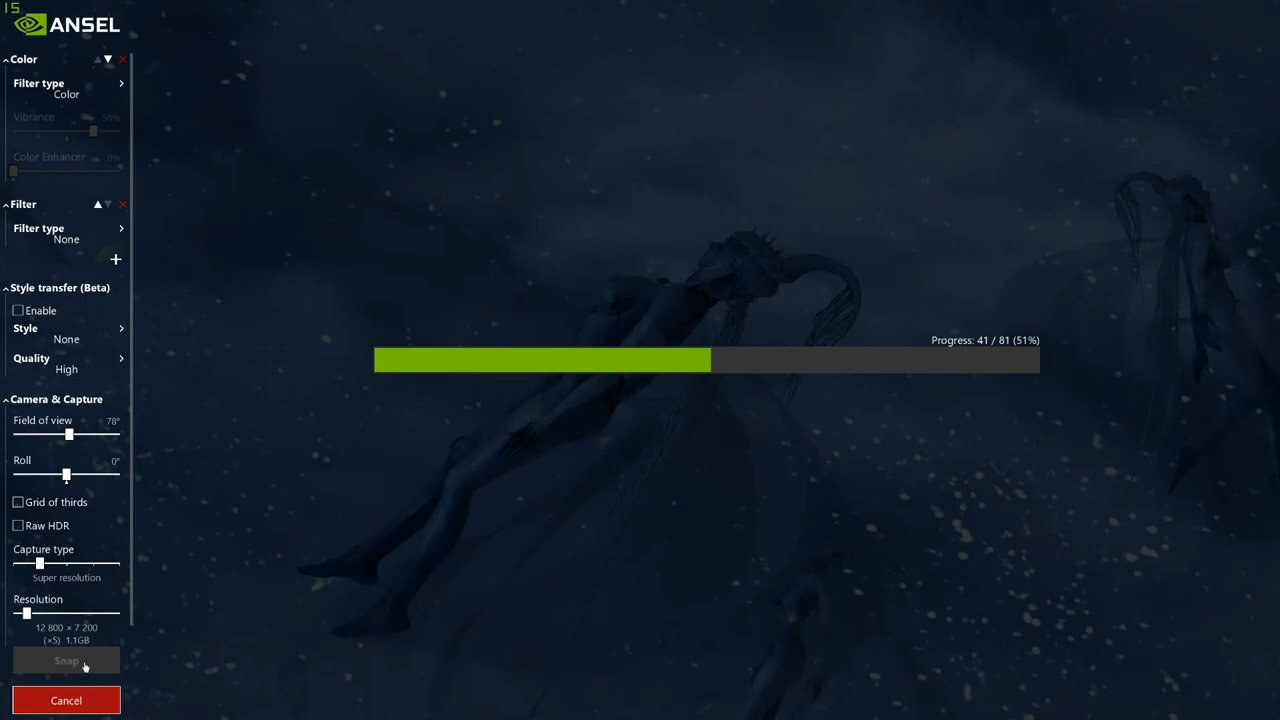 15
ANSEL
Color
Filter type
Color
Vibrance 50%
Color Enhancer 0%
Filter
Filter type
None
Style transfer (Beta)
Enable
Style
None
Quality
High
Camera & Capture
Field of view 78°
Roll 0°
Grid of thirds
Raw HDR
Capture type
Super resolution
Resolution
12 800 × 7 200
(×5) 1.1GB
Snap
Cancel
Progress: 41 / 81 (51%)